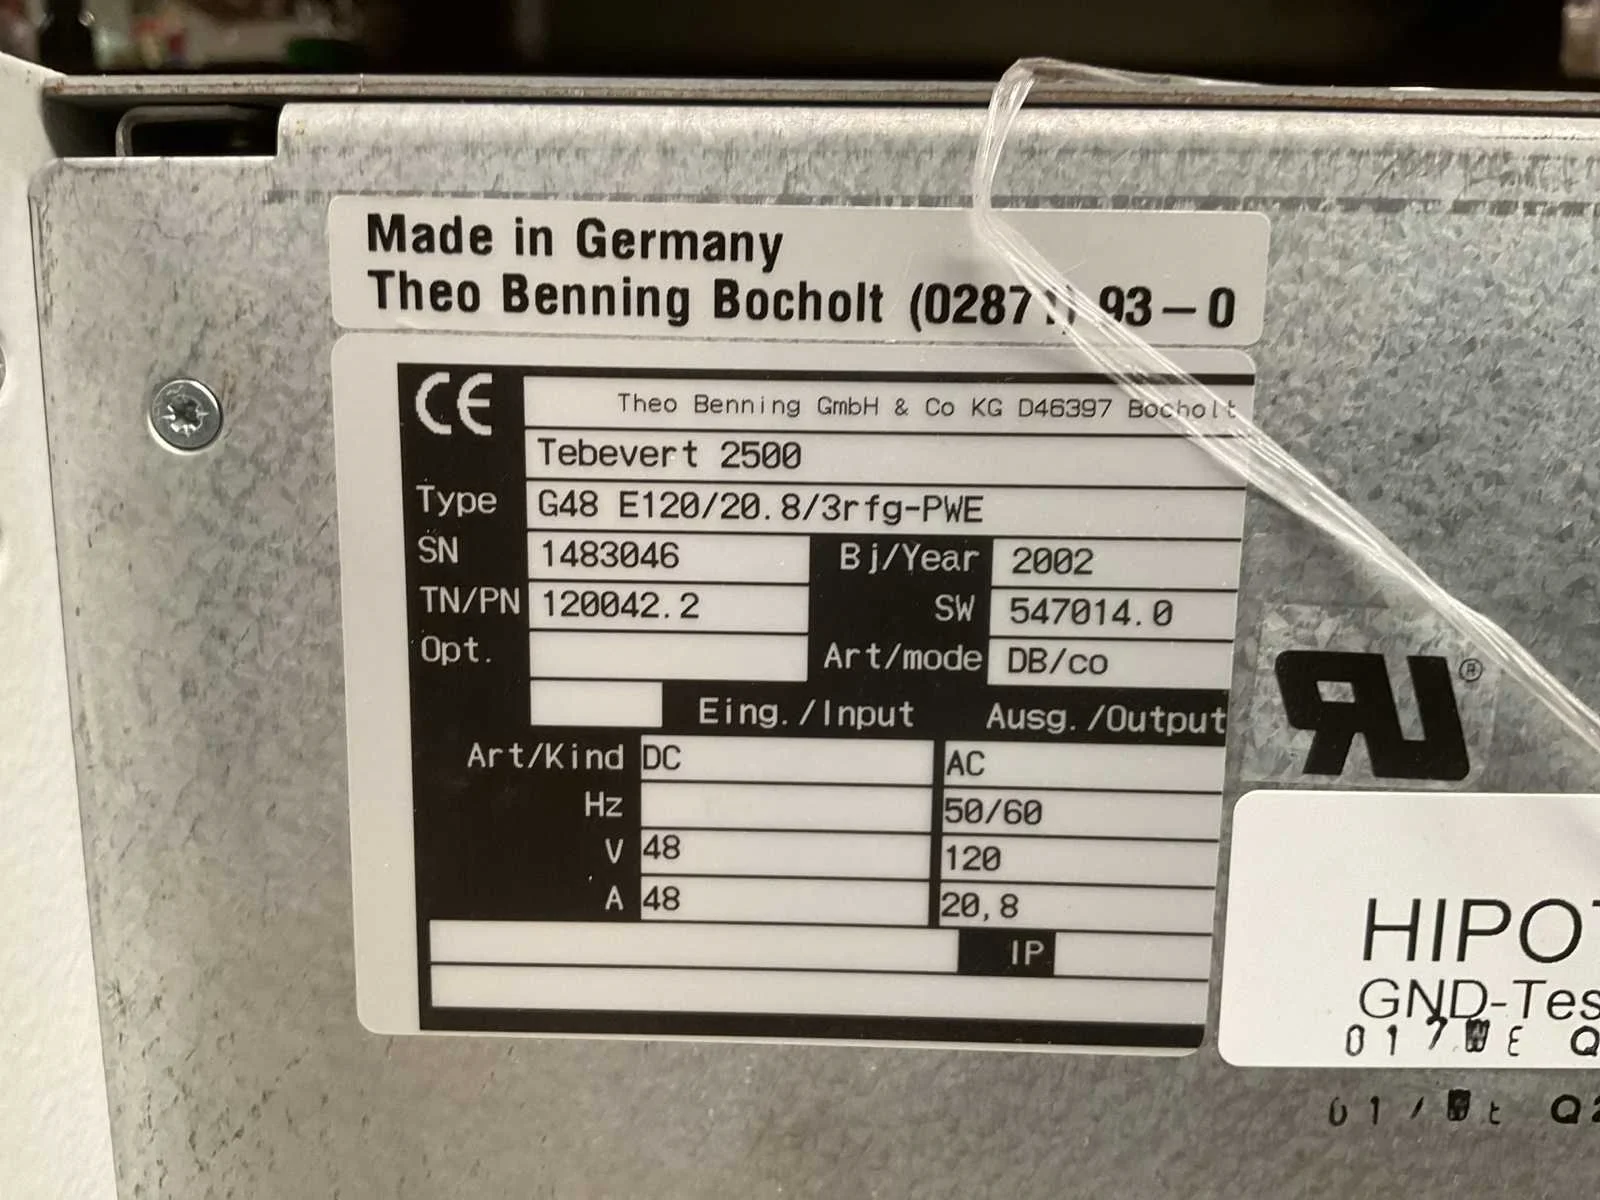 Made in Germany
Theo Benning Bocholt (02871) 93-0
CE
Theo Benning GmbH & Co KG D46397 Bocholt
Tebevert 2500
Type G48 E120/20.8/3rfg-PWE
SN 1483046 Bj/Year 2002
TN/PN 120042.2 SW 547014.0
Opt. Art/mode DB/co
Eing./Input Ausg./Output
Art/Kind DC AC
Hz 50/60
V 48 120
A 48 20,8
IP
UR ®
HIPOT
GND-Tes